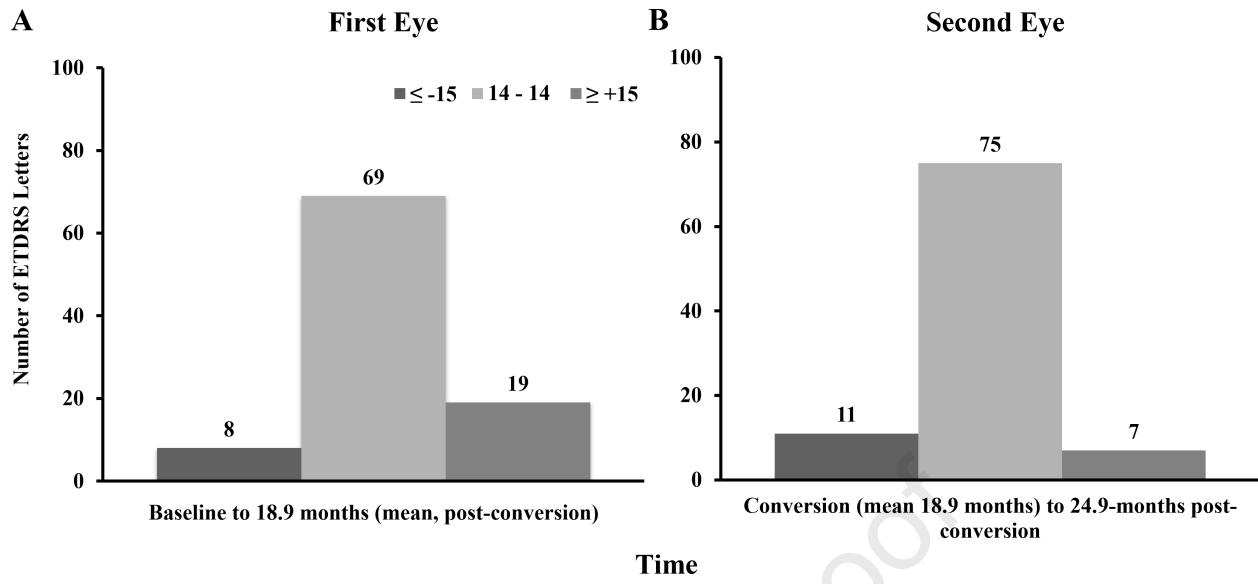 A
First Eye
100
80
60
40
20
0
Number of ETDRS Letters
≤ -15
14 - 14
≥ +15
8
69
19
Baseline to 18.9 months (mean, post-conversion)
B
Second Eye
100
80
60
40
20
0
11
75
7
Conversion (mean 18.9 months) to 24.9-months post-
conversion
Time
oof